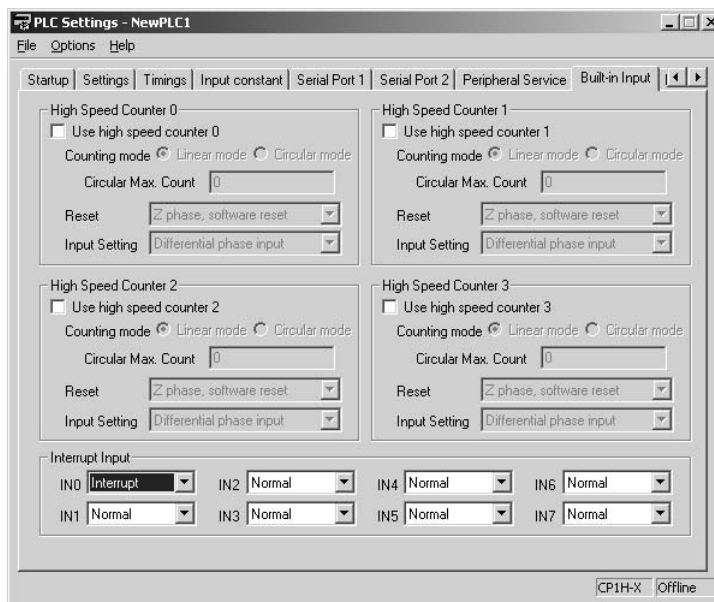 PLC Settings - NewPLC1
File Options Help
Startup Settings Timings Input constant Serial Port 1 Serial Port 2 Peripheral Service Built-in Input
High Speed Counter 0
Use high speed counter 0
Counting mode Linear mode Circular mode
Circular Max. Count 0
Reset Z phase, software reset
Input Setting Differential phase input
High Speed Counter 1
Use high speed counter 1
Counting mode Linear mode Circular mode
Circular Max. Count 0
Reset Z phase, software reset
Input Setting Differential phase input
High Speed Counter 2
Use high speed counter 2
Counting mode Linear mode Circular mode
Circular Max. Count 0
Reset Z phase, software reset
Input Setting Differential phase input
High Speed Counter 3
Use high speed counter 3
Counting mode Linear mode Circular mode
Circular Max. Count 0
Reset Z phase, software reset
Input Setting Differential phase input
Interrupt Input
IN0 Interrupt IN2 Normal IN4 Normal IN6 Normal
IN1 Normal IN3 Normal IN5 Normal IN7 Normal
CP1H-X Offline